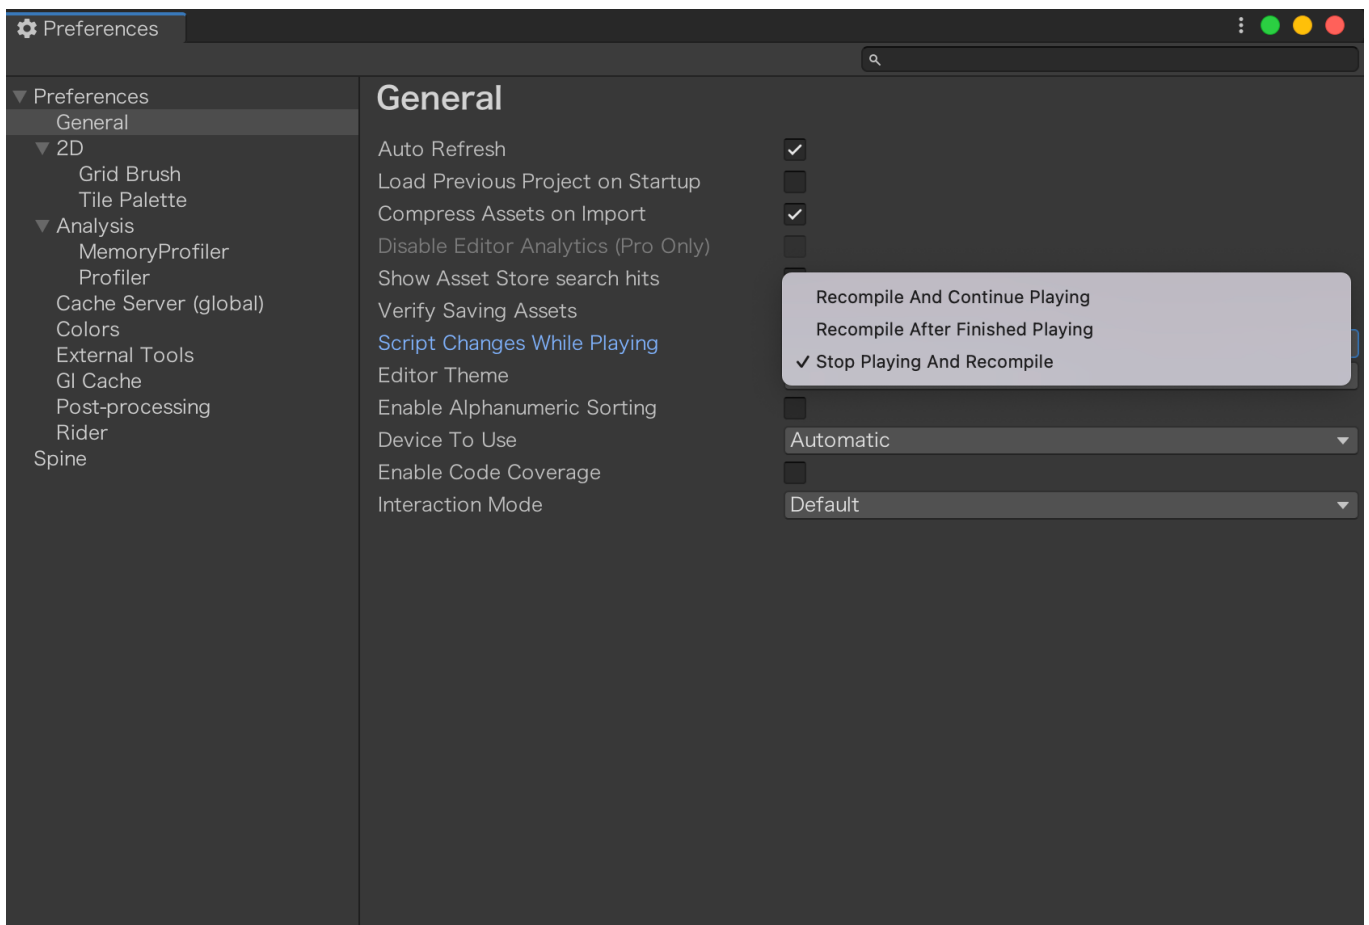 Preferences
Preferences
General
2D
Grid Brush
Tile Palette
Analysis
MemoryProfiler
Profiler
Cache Server (global)
Colors
External Tools
GI Cache
Post-processing
Rider
Spine
General
Auto Refresh
Load Previous Project on Startup
Compress Assets on Import
Disable Editor Analytics (Pro Only)
Show Asset Store search hits
Verify Saving Assets
Script Changes While Playing
Recompile And Continue Playing
Recompile After Finished Playing
Stop Playing And Recompile
Editor Theme
Enable Alphanumeric Sorting
Device To Use Automatic
Enable Code Coverage
Interaction Mode Default